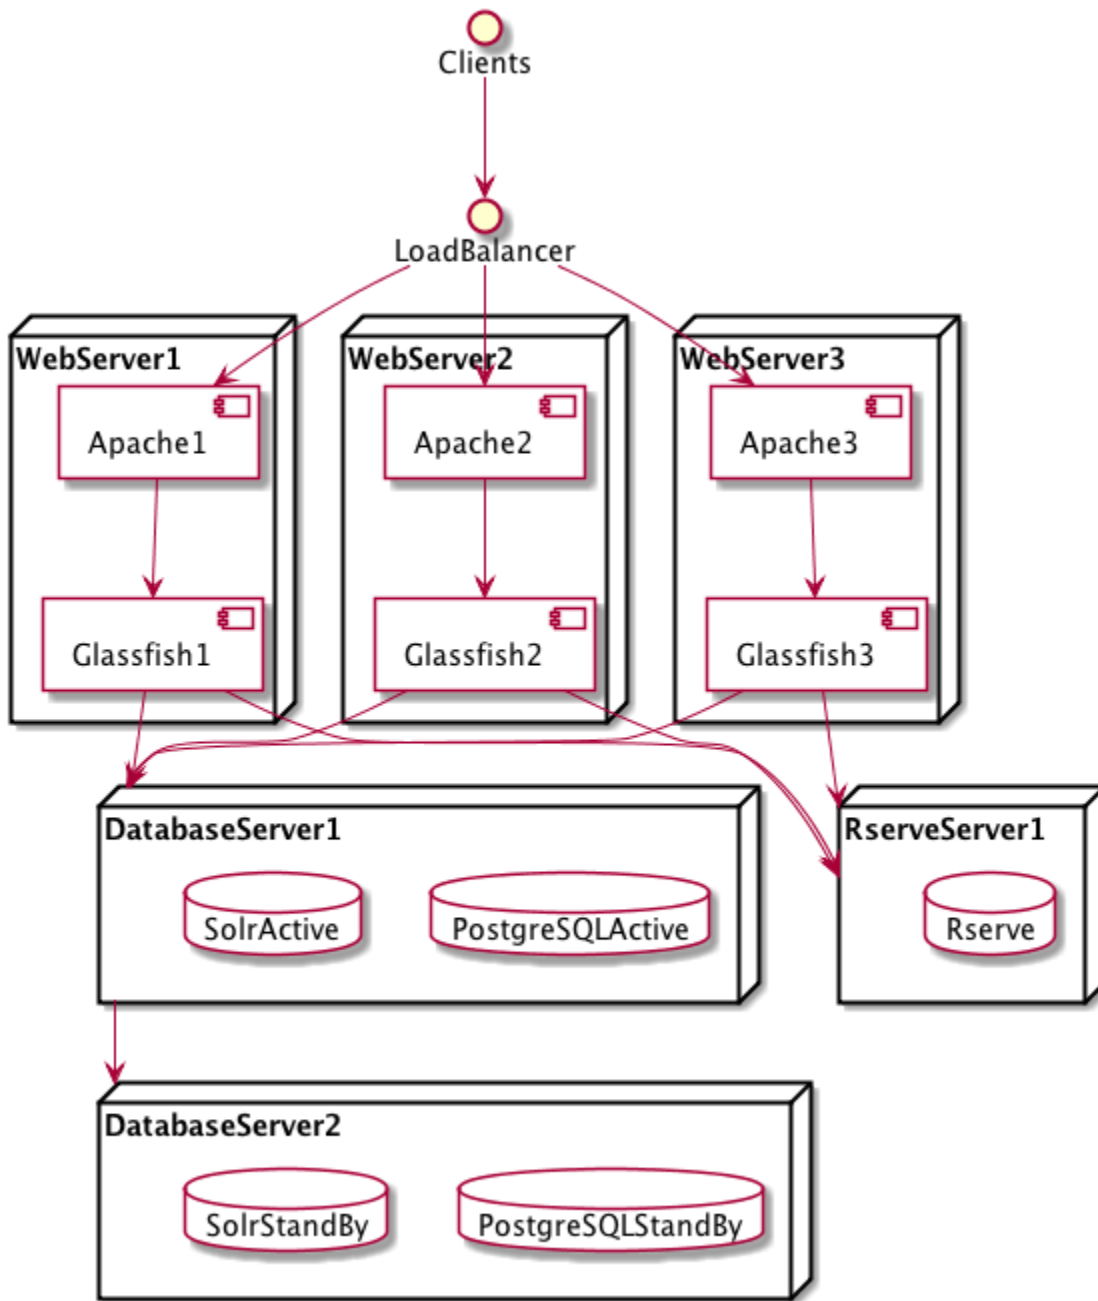 Clients
LoadBalancer
WebServer1
WebServer2
WebServer3
Apache1
Apache2
Apache3
Glassfish1
Glassfish2
Glassfish3
DatabaseServer1
RserveServer1
SolrActive
PostgreSQLActive
Rserve
DatabaseServer2
SolrStandBy
PostgreSQLStandBy